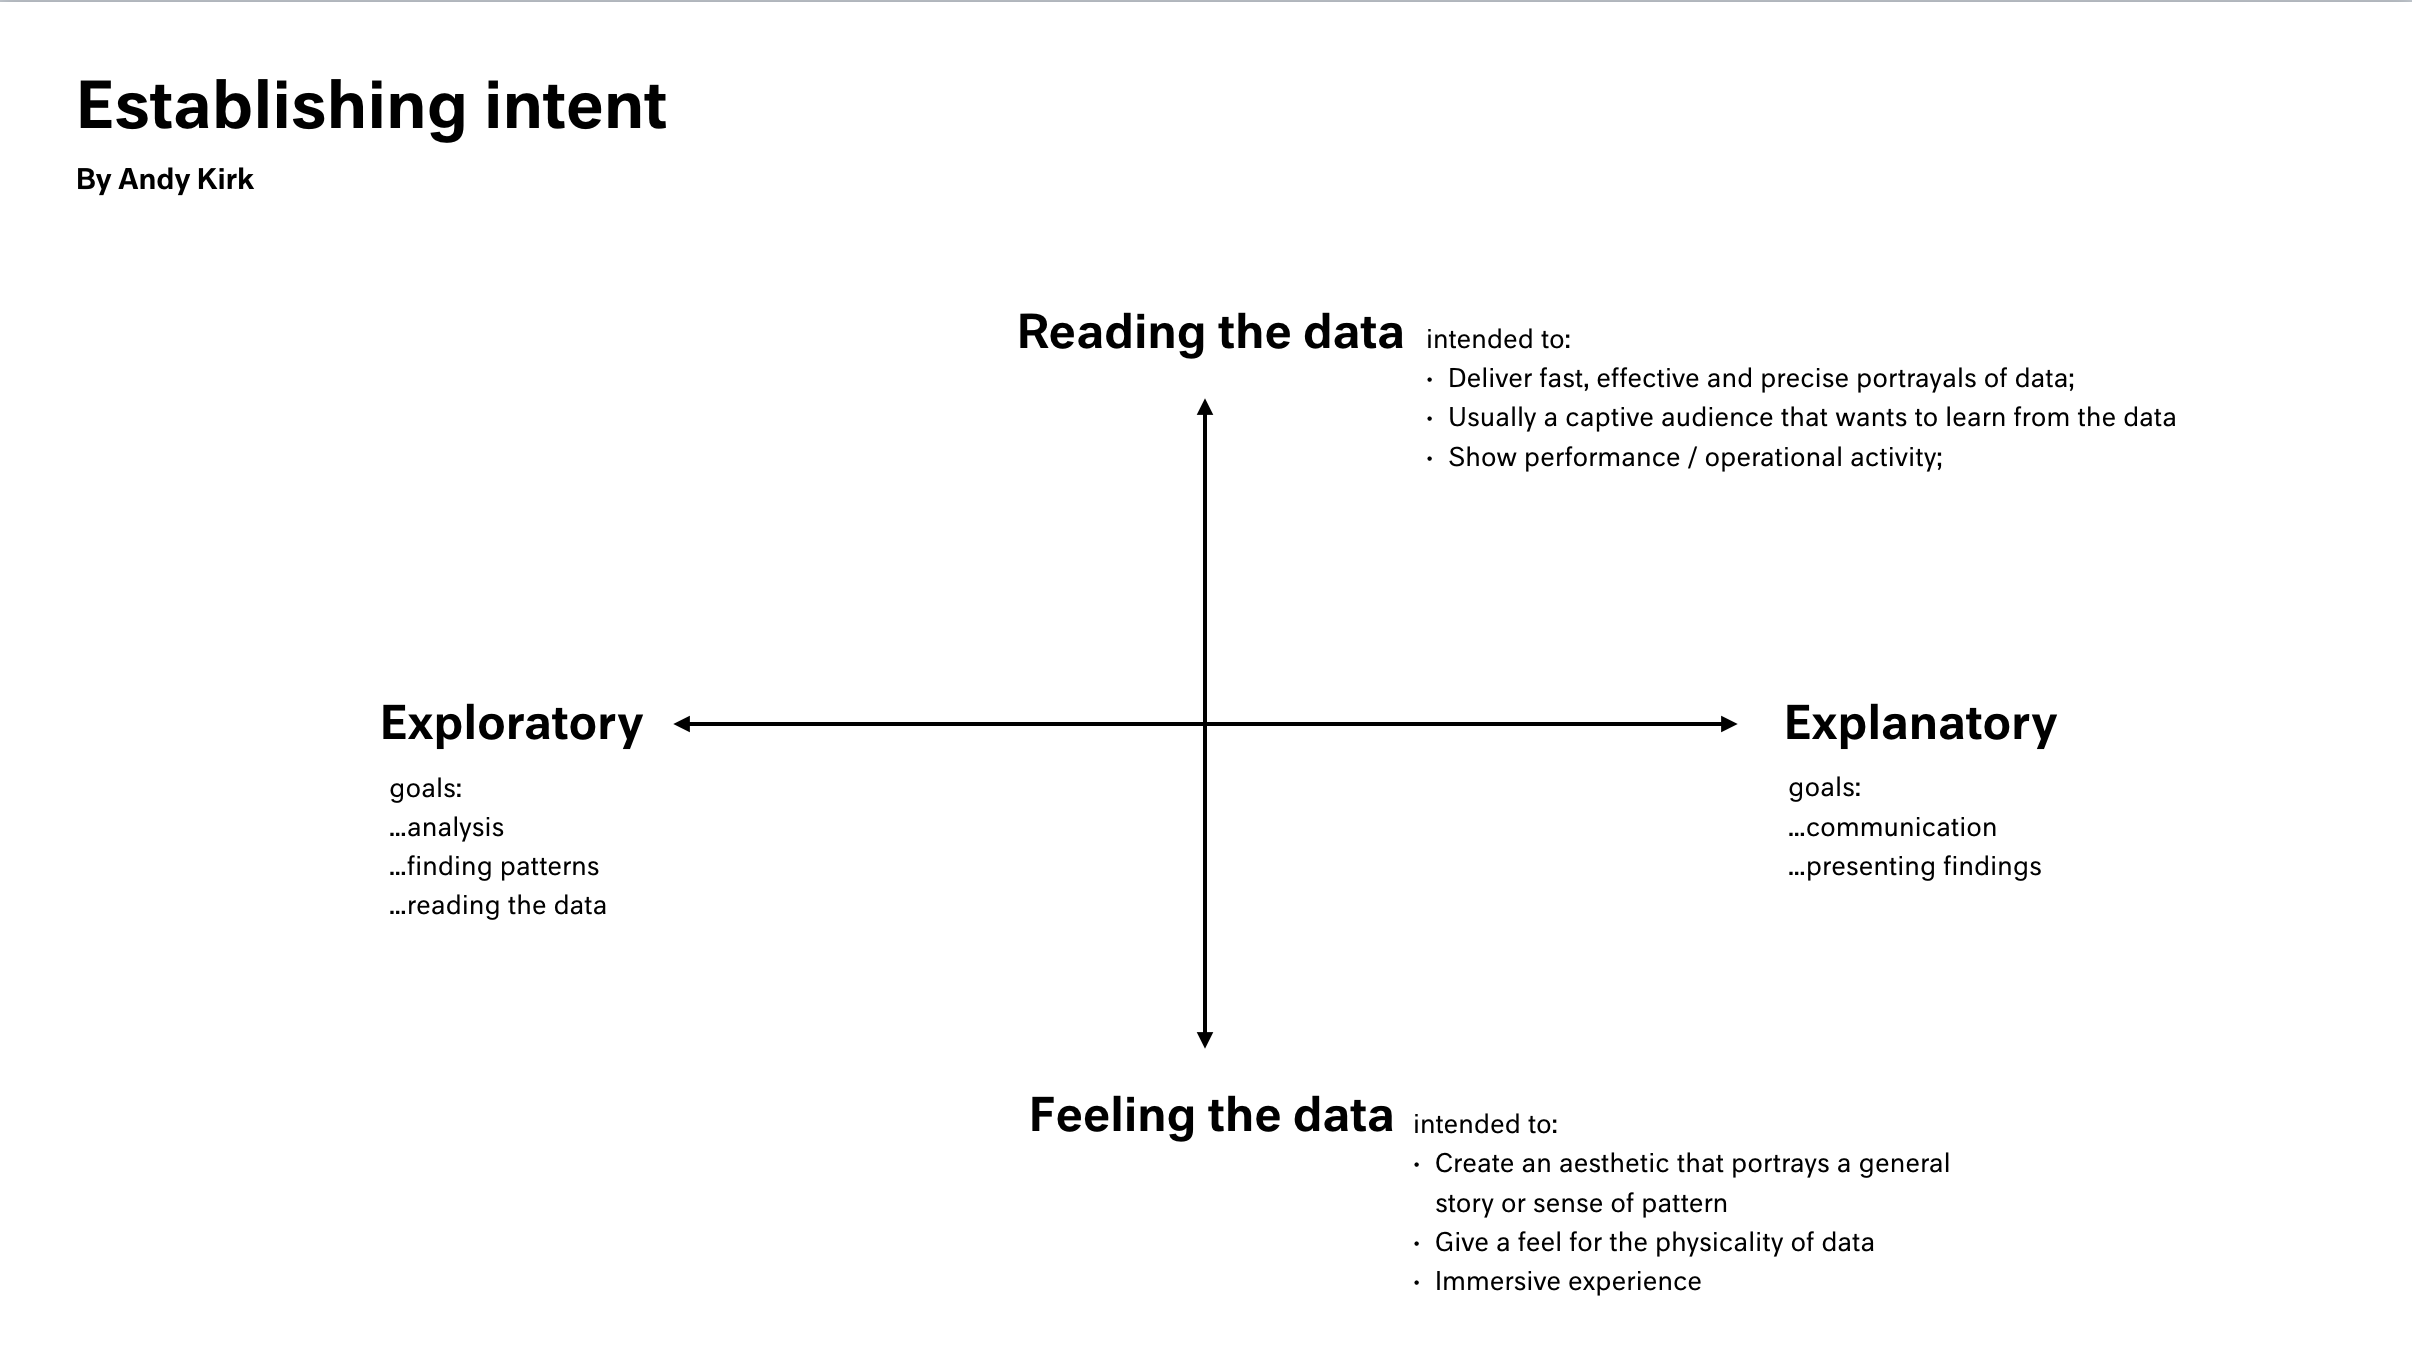 Establishing intent
By Andy Kirk
Reading the data
intended to:
• Deliver fast, effective and precise portrayals of data;
• Usually a captive audience that wants to learn from the data
• Show performance / operational activity;
Exploratory
goals:
...analysis
...finding patterns
...reading the data
Explanatory
goals:
...communication
...presenting findings
Feeling the data
intended to:
• Create an aesthetic that portrays a general
story or sense of pattern
• Give a feel for the physicality of data
• Immersive experience